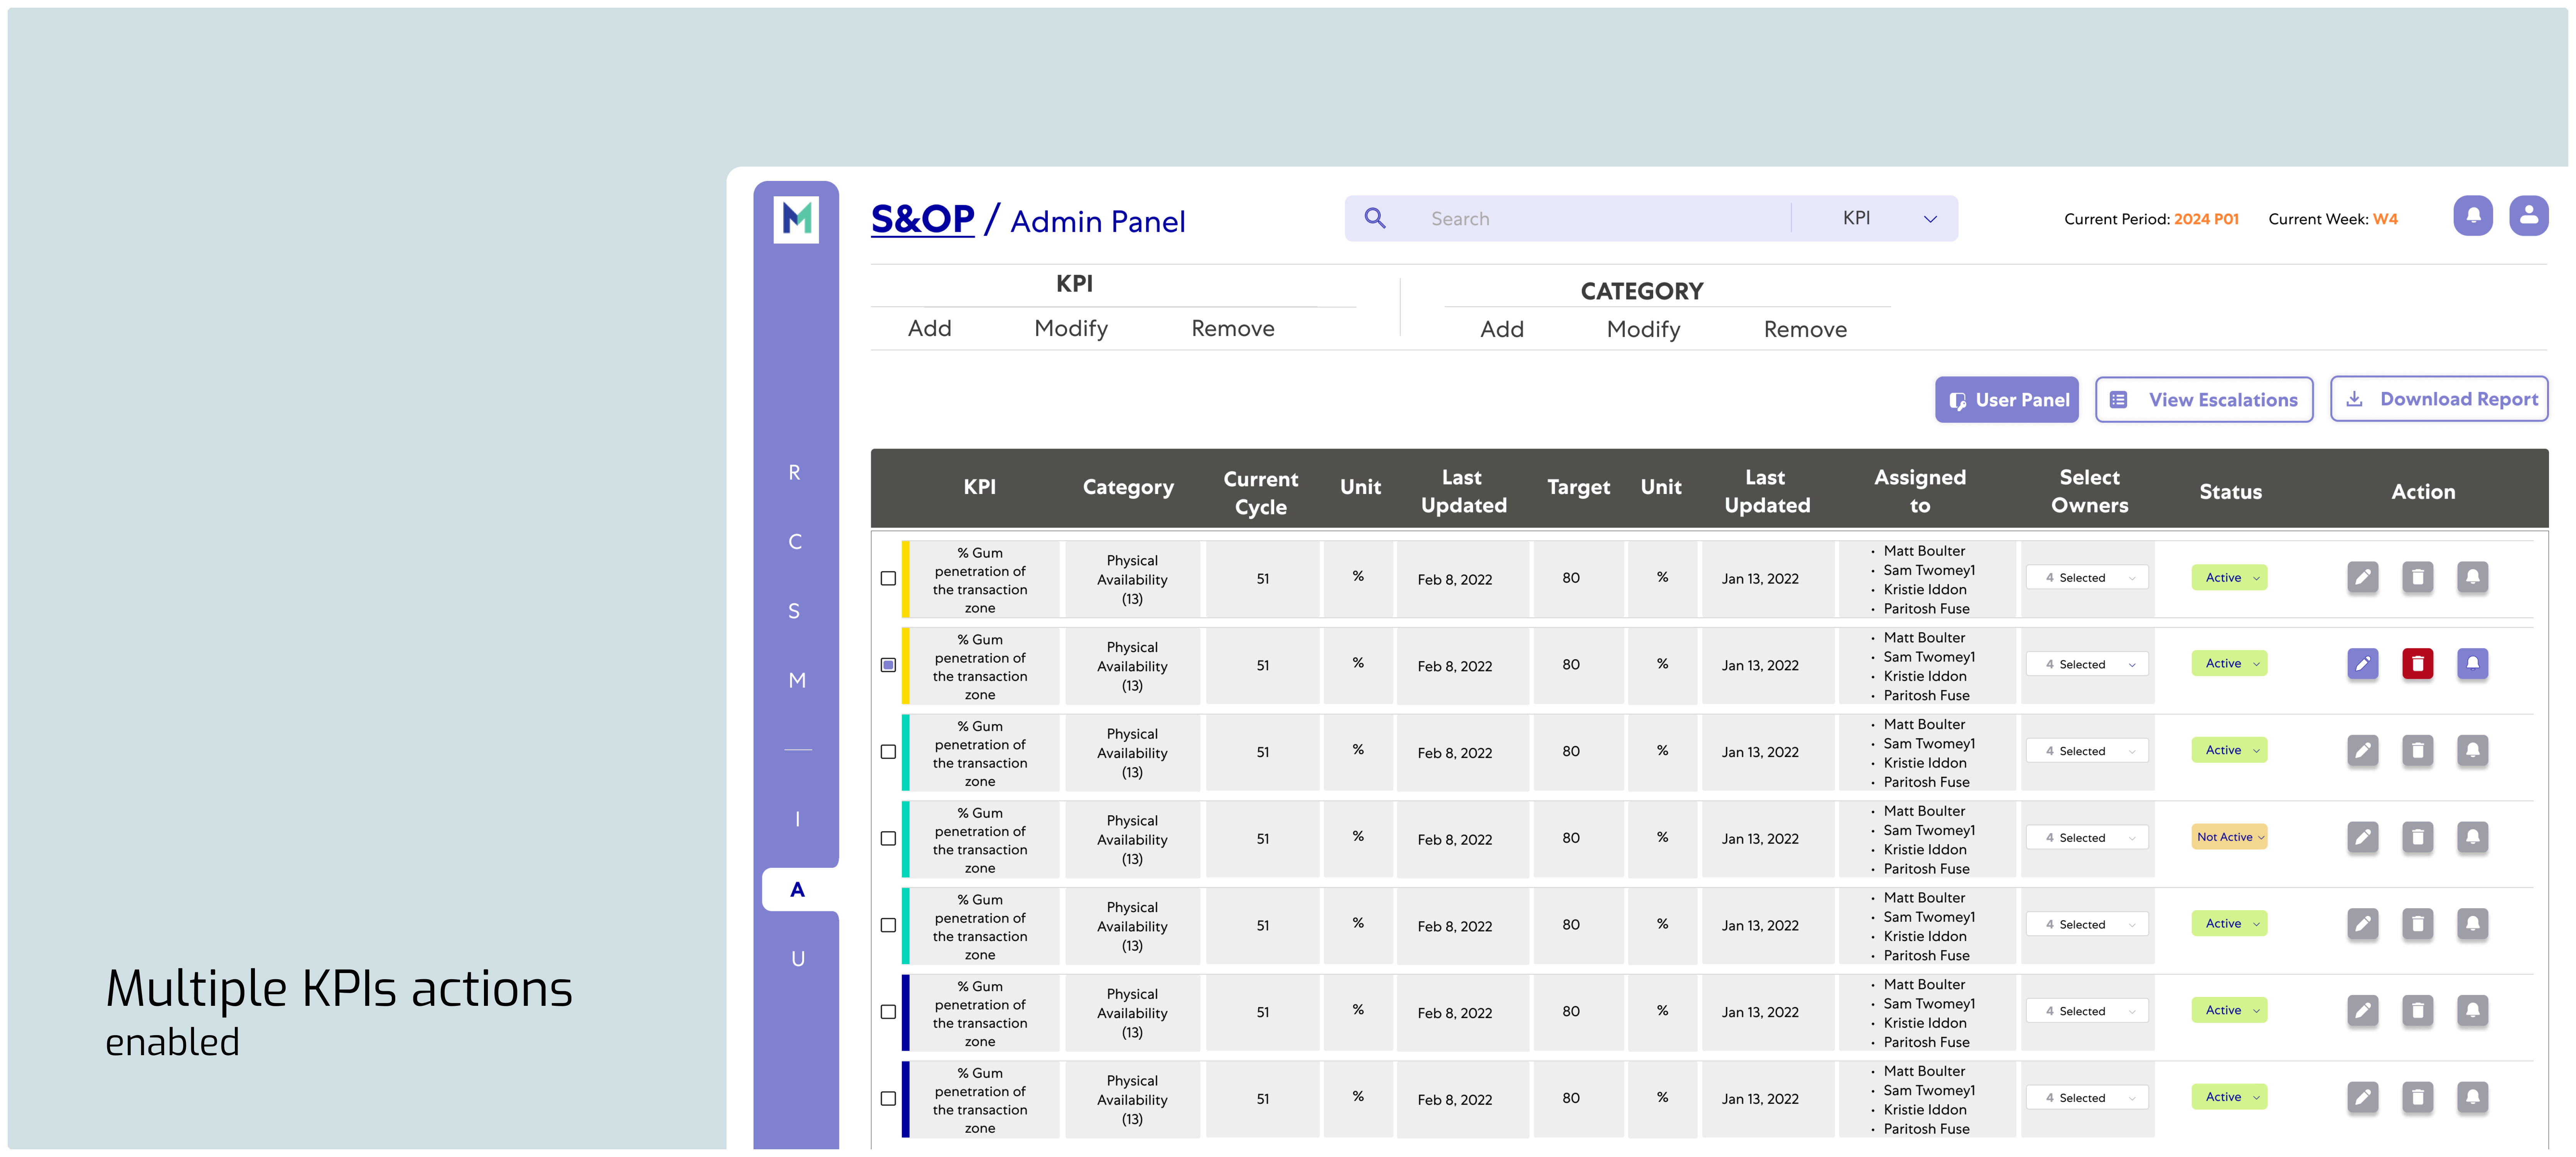 M
S&OP / Admin Panel
Search
KPI
Current Period: 2024 P01
Current Week: W4
KPI
Add Modify Remove
CATEGORY
Add Modify Remove
User Panel
View Escalations
Download Report
R
C
S
M
I
A
U
Multiple KPIs actions
enabled
KPI
Category
Current
Cycle
Unit
Last
Updated
Target
Unit
Last
Updated
Assigned
to
Select
Owners
Status
Action
% Gum
penetration of
the transaction
zone
Physical
Availability
(13)
51
%
Feb 8, 2022
80
%
Jan 13, 2022
• Matt Boulter
• Sam Twomey1
• Kristie Iddon
• Paritosh Fuse
4 Selected
Active
% Gum
penetration of
the transaction
zone
Physical
Availability
(13)
51
%
Feb 8, 2022
80
%
Jan 13, 2022
• Matt Boulter
• Sam Twomey1
• Kristie Iddon
• Paritosh Fuse
4 Selected
Active
% Gum
penetration of
the transaction
zone
Physical
Availability
(13)
51
%
Feb 8, 2022
80
%
Jan 13, 2022
• Matt Boulter
• Sam Twomey1
• Kristie Iddon
• Paritosh Fuse
4 Selected
Active
% Gum
penetration of
the transaction
zone
Physical
Availability
(13)
51
%
Feb 8, 2022
80
%
Jan 13, 2022
• Matt Boulter
• Sam Twomey1
• Kristie Iddon
• Paritosh Fuse
4 Selected
Not Active
% Gum
penetration of
the transaction
zone
Physical
Availability
(13)
51
%
Feb 8, 2022
80
%
Jan 13, 2022
• Matt Boulter
• Sam Twomey1
• Kristie Iddon
• Paritosh Fuse
4 Selected
Active
% Gum
penetration of
the transaction
zone
Physical
Availability
(13)
51
%
Feb 8, 2022
80
%
Jan 13, 2022
• Matt Boulter
• Sam Twomey1
• Kristie Iddon
• Paritosh Fuse
4 Selected
Active
% Gum
penetration of
the transaction
zone
Physical
Availability
(13)
51
%
Feb 8, 2022
80
%
Jan 13, 2022
• Matt Boulter
• Sam Twomey1
• Kristie Iddon
• Paritosh Fuse
4 Selected
Active